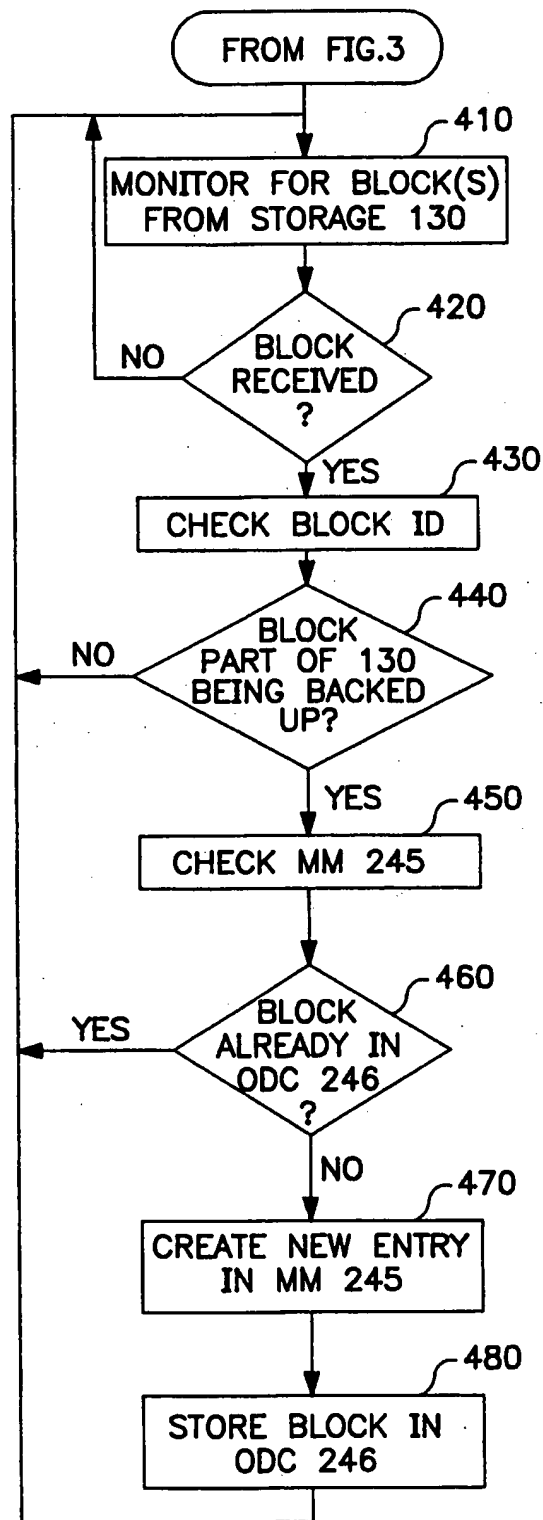 FROM FIG.3
410
MONITOR FOR BLOCK(S)
FROM STORAGE 130
420
BLOCK
RECEIVED
?
NO
YES
430
CHECK BLOCK ID
440
BLOCK
PART OF 130
BEING BACKED
UP?
NO
YES
450
CHECK MM 245
460
BLOCK
ALREADY IN
ODC 246
?
YES
NO
470
CREATE NEW ENTRY
IN MM 245
480
STORE BLOCK IN
ODC 246